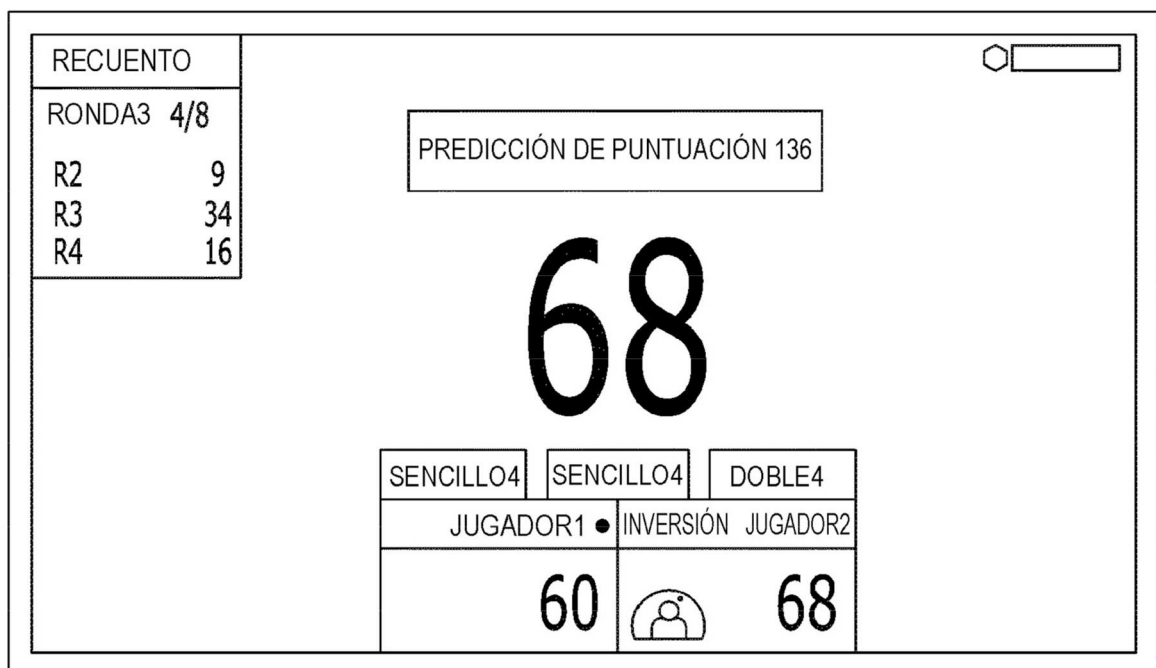 RECUENTO
RONDA3 4/8
R2 9
R3 34
R4 16
PREDICCIÓN DE PUNTUACIÓN 136
68
SENCILLO4 SENCILLO4 DOBLE4
JUGADOR1 ● INVERSIÓN JUGADOR2
60 68